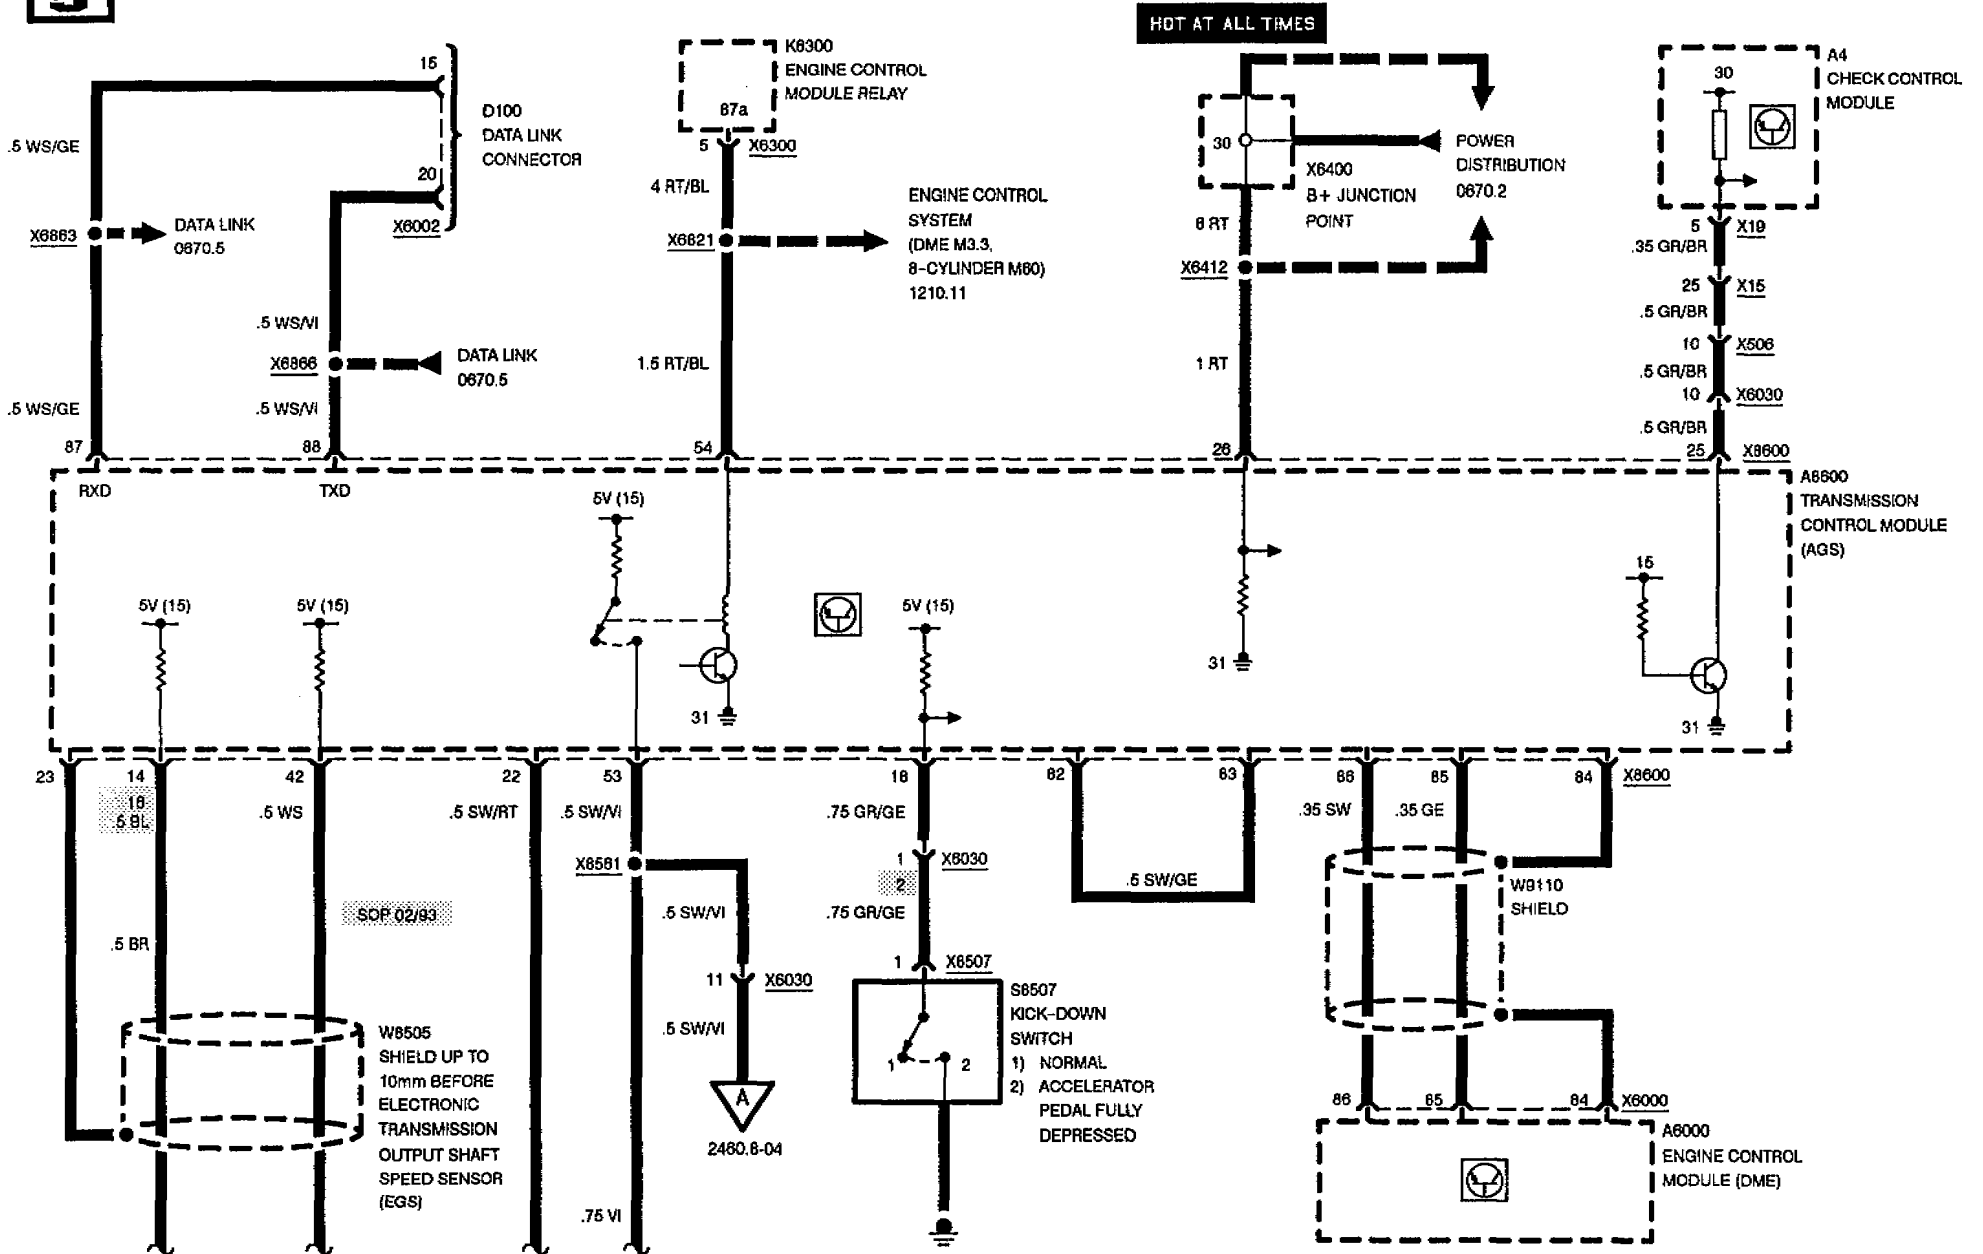 HOT AT ALL TIMES
15
D100
DATA LINK
CONNECTOR
20
X6002
.5 WS/GE
X6863
DATA LINK
0670.5
.5 WS/VI
X6866
DATA LINK
0670.5
.5 WS/GE
.5 WS/VI
87
88
K6300
ENGINE CONTROL
MODULE RELAY
87a
5
X6300
4 RT/BL
X6821
ENGINE CONTROL
SYSTEM
(DME M3.3,
8-CYLINDER M60)
1210.11
1.5 RT/BL
54
30
X6400
B+ JUNCTION
POINT
POWER
DISTRIBUTION
0670.2
6 RT
X6412
1 RT
26
A4
CHECK CONTROL
MODULE
30
5
X19
.35 GR/BR
25
X15
.5 GR/BR
10
X506
.5 GR/BR
10
X6030
.5 GR/BR
25
X8600
RXD
TXD
A8600
TRANSMISSION
CONTROL MODULE
(AGS)
5V (15)
5V (15)
5V (15)
5V (15)
15
31
31
31
23
14
42
22
53
18
82
83
86
85
84
X8600
16
.5 BL
.5 WS
.5 SW/RT
.5 SW/VI
.75 GR/GE
.35 SW
.35 GE
X8581
1
X6030
2
.5 SW/GE
W9110
SHIELD
SOP 02/93
.5 BR
.5 SW/VI
.75 GR/GE
11
X6030
1
X8507
S8507
KICK-DOWN
SWITCH
1) NORMAL
2) ACCELERATOR
PEDAL FULLY
DEPRESSED
1
2
.5 SW/VI
A
2460.8-04
W8505
SHIELD UP TO
10mm BEFORE
ELECTRONIC
TRANSMISSION
OUTPUT SHAFT
SPEED SENSOR
(EGS)
.75 VI
86
85
84
X6000
A6000
ENGINE CONTROL
MODULE (DME)